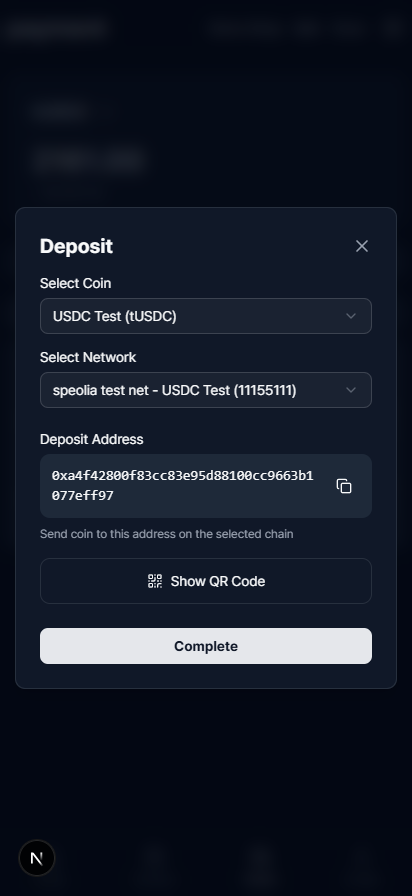 Deposit
Select Coin
USDC Test (tUSDC)
Select Network
speolia test net - USDC Test (11155111)
Deposit Address
0xa4f42800f83cc83e95d88100cc9663b1
077eff97
Send coin to this address on the selected chain
Show QR Code
Complete
N